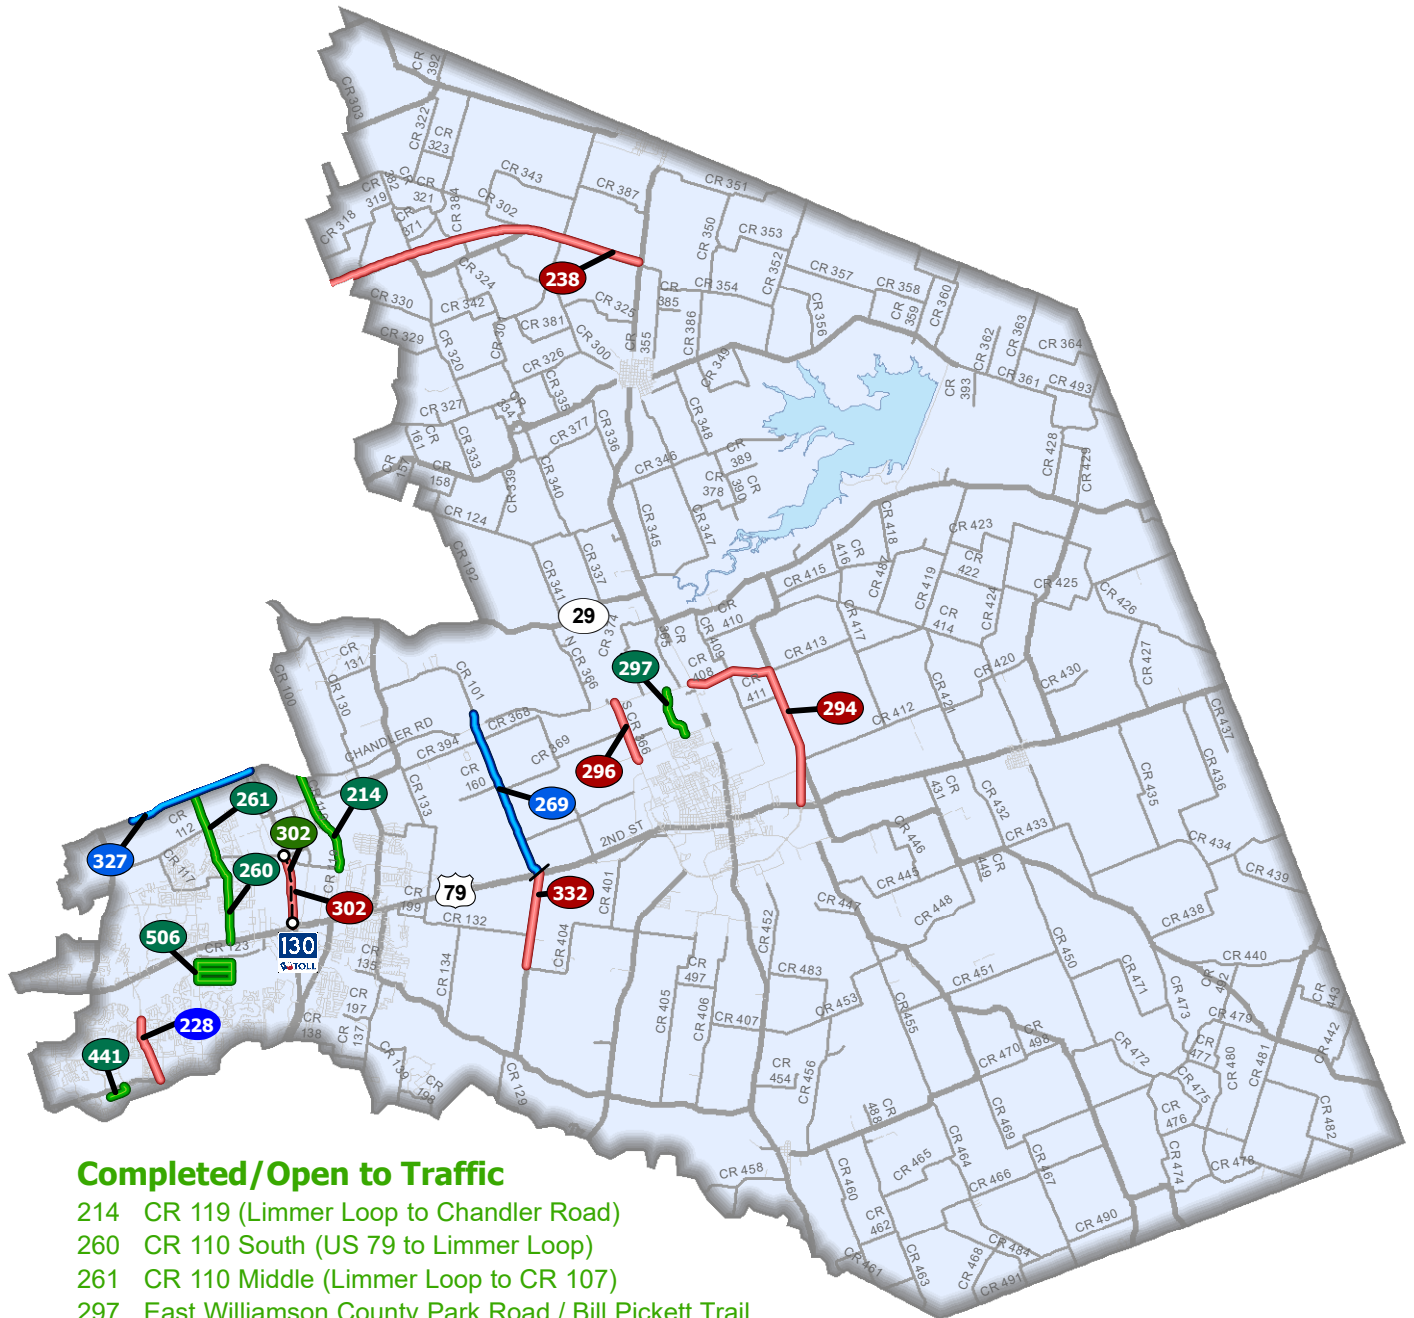 CR 392
CR 303
CR 322
CR 323
CR 343
CR 387
CR 351
CR 382
CR 319
CR 321
CR 384
CR 302
CR 318
CR 371
CR 350
CR 353
CR 352
238
CR 324
CR 357
CR 358
CR 360
CR 330
CR 342
CR 325
CR 385
CR 354
CR 359
CR 329
CR 301
CR 381
CR 300
CR 355
CR 386
CR 356
CR 362
CR 363
CR 364
CR 320
CR 326
CR 349
CR 361
CR 493
CR 393
CR 335
CR 327
CR 334
CR 336
CR 348
CR 377
CR 161
CR 333
CR 346
CR 389
CR 428
CR 429
CR 157
CR 158
CR 339
CR 340
CR 378
CR 390
CR 124
CR 345
CR 347
CR 418
CR 423
CR 192
CR 341
CR 337
CR 416
CR 487
CR 419
CR 422
CR 415
CR 425
CR 424
CR 426
29
CR 374
CR 365
CR 409
CR 410
CR 417
CR 414
CR 131
N CR 366
CR 413
CR 427
CR 100
CR 130
CR 101
297
CR 408
CR 411
CR 420
CR 430
CR 421
294
CR 412
CR 437
CHANDLER RD
CR 368
S CR 366
CR 394
CR 369
CR 160
296
CR 436
CR 435
CR 431
CR 432
261
214
CR 133
269
CR 112
302
2ND ST
CR 433
CR 434
CR 446
327
CR 117
260
CR 439
CR 449
CR 445
79
332
CR 401
302
CR 199
CR 132
CR 447
CR 448
CR 438
CR 452
506
CR 123
130
TOLL
CR 404
CR 450
CR 440
CR 135
CR 134
CR 497
CR 483
CR 451
CR 471
CR 492
CR 443
CR 197
CR 405
CR 406
CR 407
CR 453
CR 455
CR 473
CR 479
228
CR 138
CR 137
CR 498
CR 442
CR 470
CR 472
CR 477
CR 480
CR 481
441
CR 139
CR 198
CR 129
CR 454
CR 456
CR 475
CR 476
CR 488
CR 469
CR 482
CR 464
CR 465
CR 467
CR 474
CR 478
CR 458
CR 460
CR 466
CR 462
CR 490
CR 484
CR 461
CR 463
CR 468
CR 491
Completed/Open to Traffic
214 CR 119 (Limmer Loop to Chandler Road)
260 CR 110 South (US 79 to Limmer Loop)
261 CR 110 Middle (Limmer Loop to CR 107)
297 East Williamson County Park Road / Bill Pickett Trail